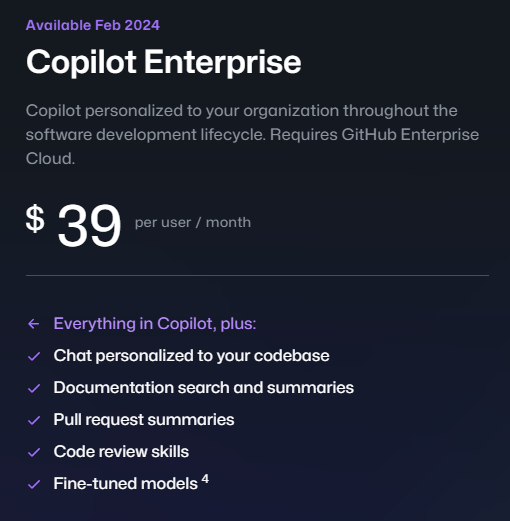 Available Feb 2024
Copilot Enterprise
Copilot personalized to your organization throughout the
software development lifecycle. Requires GitHub Enterprise
Cloud.
$ 39 per user / month
← Everything in Copilot, plus:
✓ Chat personalized to your codebase
✓ Documentation search and summaries
✓ Pull request summaries
✓ Code review skills
✓ Fine-tuned models 4